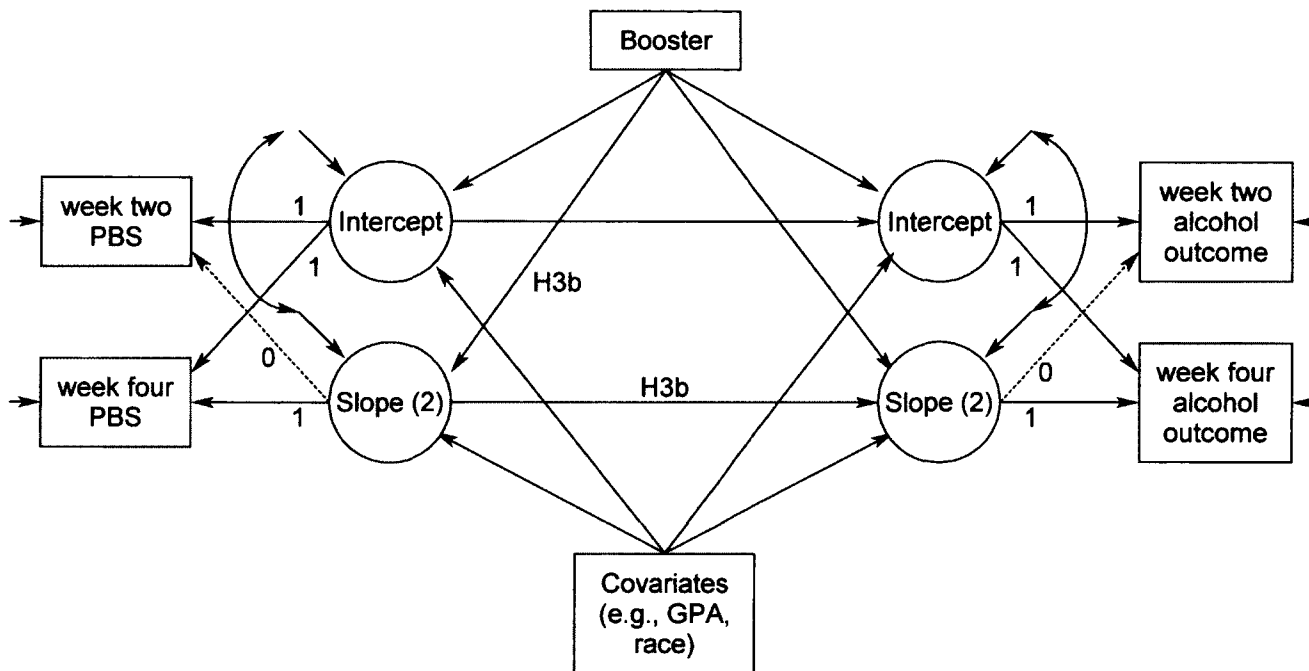 Booster
week two
PBS
1
Intercept
Intercept
1
week two
alcohol
outcome
1
1
H3b
week four
PBS
0
1
Slope (2)
H3b
Slope (2)
0
1
week four
alcohol
outcome
Covariates
(e.g., GPA,
race)